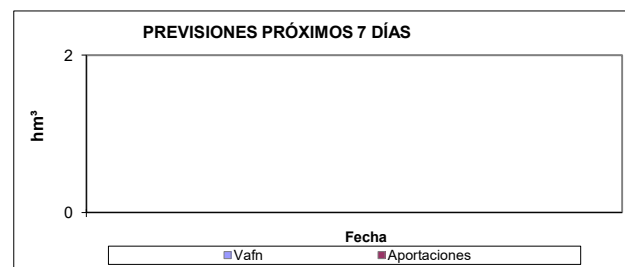 PREVISIONES PRÓXIMOS 7 DÍAS
2
hm³
0
Fecha
Vafn Aportaciones